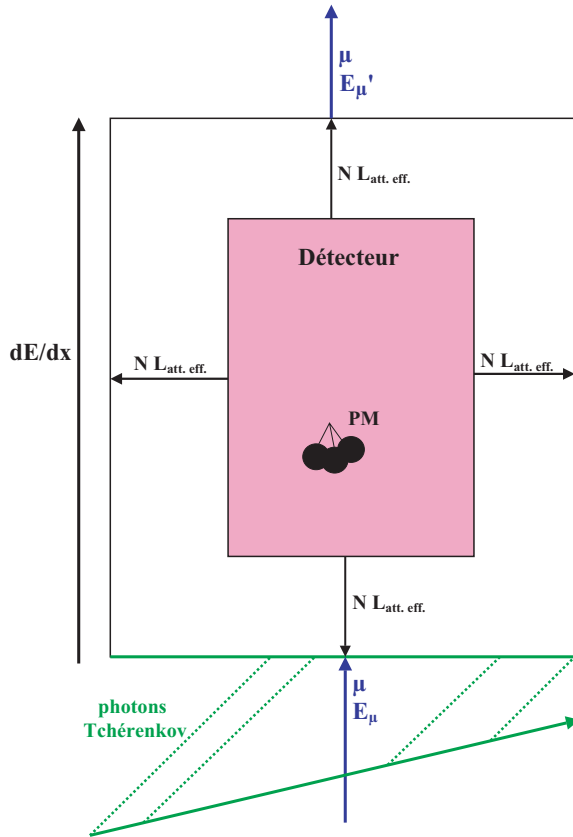 μ
Eμ'
N Latt. eff.
Détecteur
dE/dx
N Latt. eff.
N Latt. eff.
PM
N Latt. eff.
photons
Tchérenkov
μ
Eμ